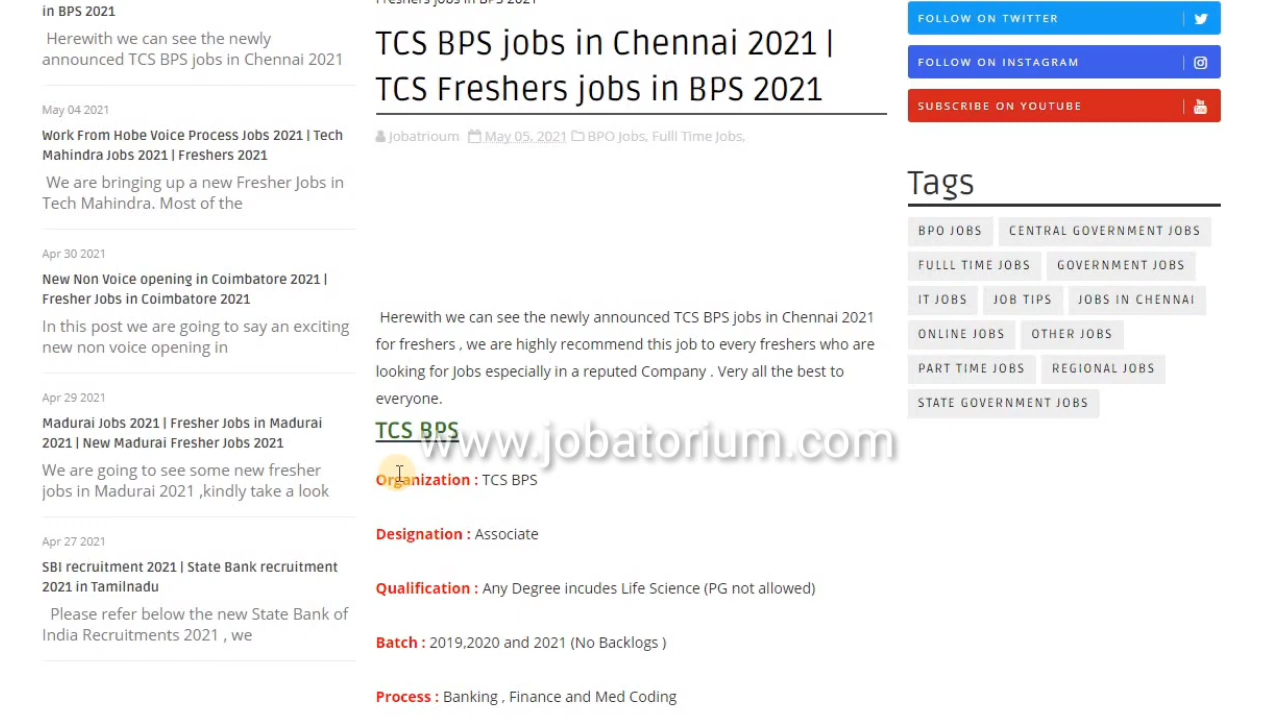 in BPS 2021
Herewith we can see the newly
announced TCS BPS jobs in Chennai 2021
May 04 2021
Work From Hobe Voice Process Jobs 2021 | Tech
Mahindra Jobs 2021 | Freshers 2021
We are bringing up a new Fresher Jobs in
Tech Mahindra. Most of the
Apr 30 2021
New Non Voice opening in Coimbatore 2021 |
Fresher Jobs in Coimbatore 2021
In this post we are going to say an exciting
new non voice opening in
Apr 29 2021
Madurai Jobs 2021 | Fresher Jobs in Madurai
2021 | New Madurai Fresher Jobs 2021
We are going to see some new fresher
jobs in Madurai 2021 ,kindly take a look
Apr 27 2021
SBI recruitment 2021 | State Bank recruitment
2021 in Tamilnadu
Please refer below the new State Bank of
India Recruitments 2021 , we
Freshers jobs in BPS 2021
TCS BPS jobs in Chennai 2021 |
TCS Freshers jobs in BPS 2021
Jobatrioum May 05, 2021 BPO Jobs, Fulll Time Jobs,
Herewith we can see the newly announced TCS BPS jobs in Chennai 2021
for freshers , we are highly recommend this job to every freshers who are
looking for Jobs especially in a reputed Company . Very all the best to
everyone.
TCS BPS
www.jobatorium.com
Organization : TCS BPS
Designation : Associate
Qualification : Any Degree incudes Life Science (PG not allowed)
Batch : 2019,2020 and 2021 (No Backlogs )
Process : Banking , Finance and Med Coding
FOLLOW ON TWITTER
FOLLOW ON INSTAGRAM
SUBSCRIBE ON YOUTUBE
Tags
BPO JOBS CENTRAL GOVERNMENT JOBS
FULLL TIME JOBS GOVERNMENT JOBS
IT JOBS JOB TIPS JOBS IN CHENNAI
ONLINE JOBS OTHER JOBS
PART TIME JOBS REGIONAL JOBS
STATE GOVERNMENT JOBS